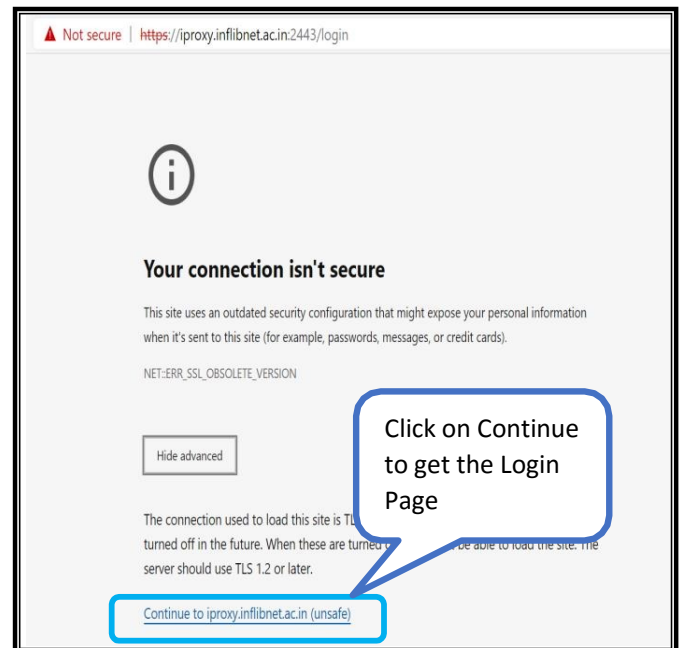 Not secure | https://iproxy.inflibnet.ac.in:2443/login
Your connection isn't secure
This site uses an outdated security configuration that might expose your personal information
when it's sent to this site (for example, passwords, messages, or credit cards).
NET::ERR_SSL_OBSOLETE_VERSION
Click on Continue
to get the Login
Page
Hide advanced
The connection used to load this site is
turned off in the future. When these are turned be able to load the site. The
server should use TLS 1.2 or later.
Continue to iproxy.inflibnet.ac.in (unsafe)